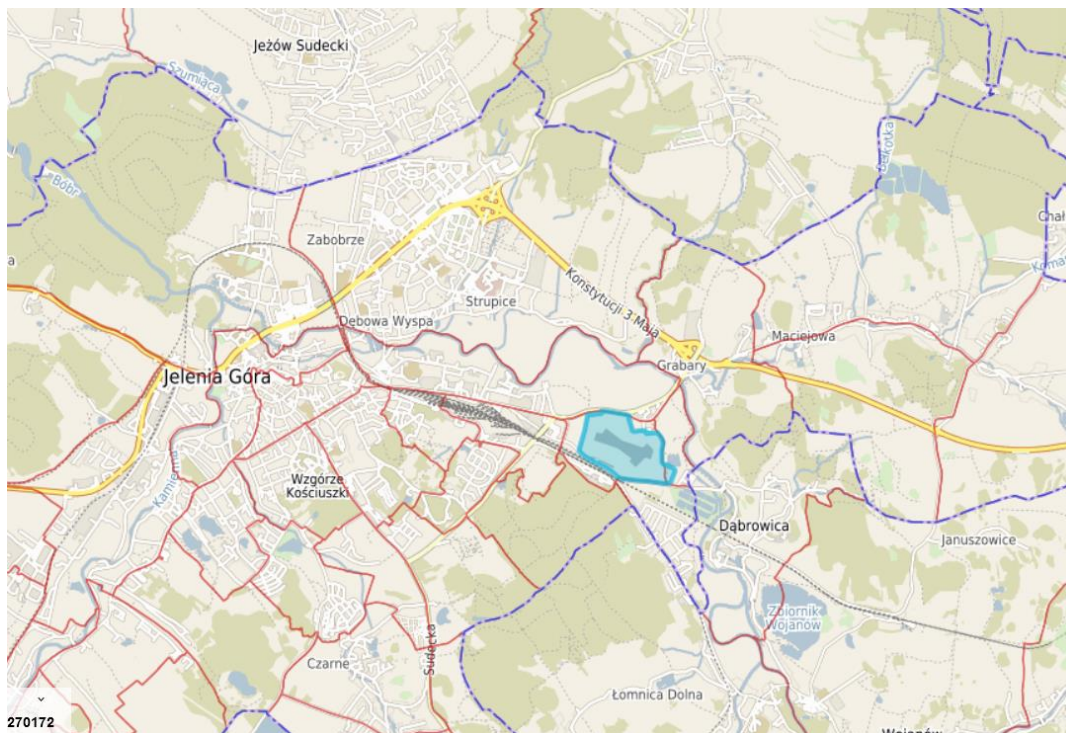 Jeżów Sudecki
Szumiąca
Bóbr
Zabobrze
Strupice
Dębowa Wyspa
Konstytucji 3 Maja
Grabary
Maciejowa
Jelenia Góra
Kamienna
Wzgórze
Kościuszki
Dąbrowica
Januszowice
Zbiornik
Wojanów
Czarne
Sudecka
Łomnica Dolna
270172